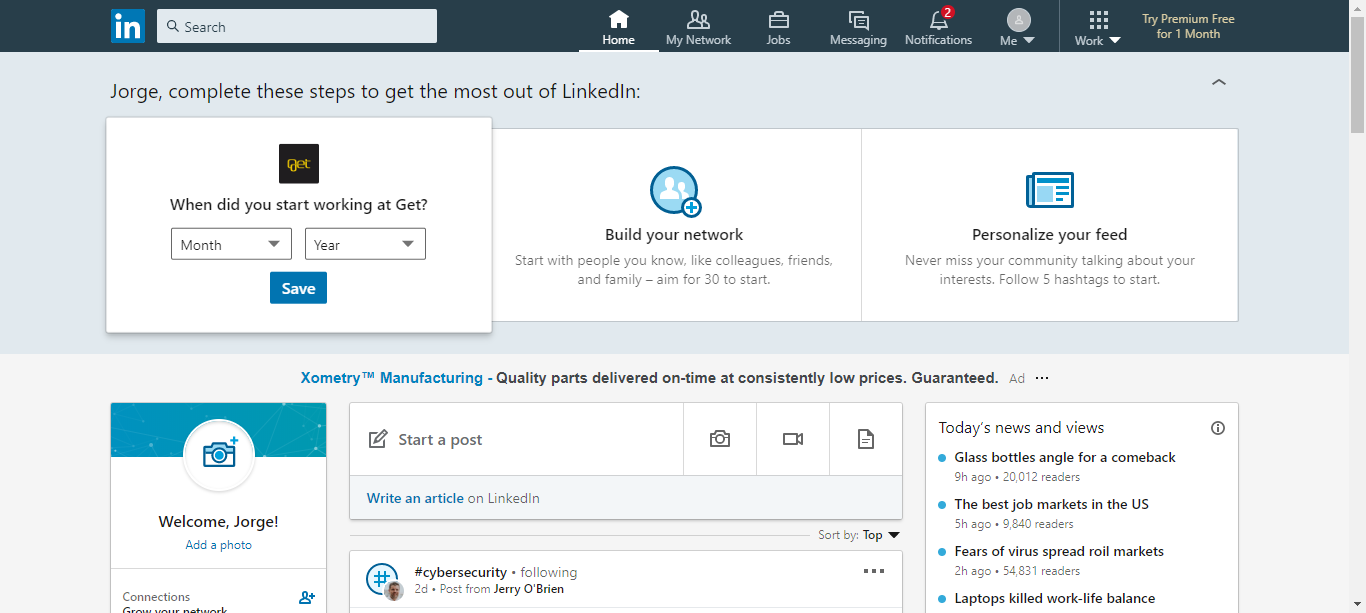 in
Search
Home
My Network
Jobs
Messaging
2
Notifications
Me
Work
Try Premium Free
for 1 Month
Jorge, complete these steps to get the most out of LinkedIn:
Get
When did you start working at Get?
Month
Year
Save
Build your network
Start with people you know, like colleagues, friends,
and family – aim for 30 to start.
Personalize your feed
Never miss your community talking about your
interests. Follow 5 hashtags to start.
Xometry™ Manufacturing - Quality parts delivered on-time at consistently low prices. Guaranteed. Ad ···
Welcome, Jorge!
Add a photo
Connections
Grow your network
Start a post
Write an article on LinkedIn
Sort by: Top
#
#cybersecurity • following
2d • Post from Jerry O'Brien
Today's news and views
Glass bottles angle for a comeback
9h ago • 20,012 readers
The best job markets in the US
5h ago • 9,840 readers
Fears of virus spread roil markets
2h ago • 54,831 readers
Laptops killed work-life balance